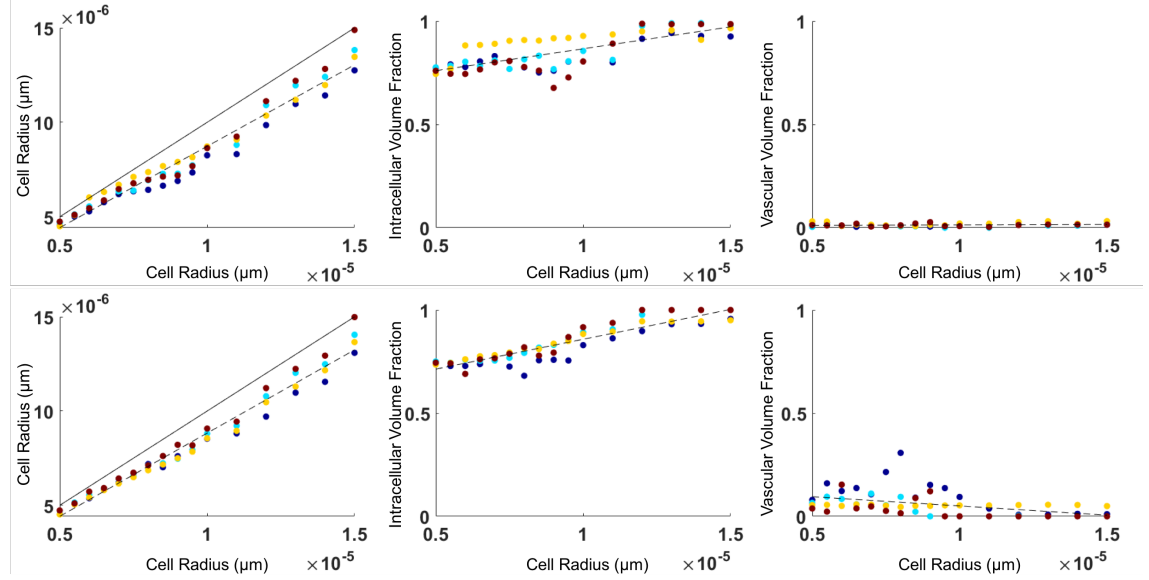 ×10⁻⁶
15
10
5
Cell Radius (µm)
0.5 1 1.5
Cell Radius (µm) ×10⁻⁵
1
0.5
0
Intracellular Volume Fraction
0.5 1 1.5
Cell Radius (µm) ×10⁻⁵
1
0.5
0
Vascular Volume Fraction
0.5 1 1.5
Cell Radius (µm) ×10⁻⁵
×10⁻⁶
15
10
5
Cell Radius (µm)
0.5 1 1.5
Cell Radius (µm) ×10⁻⁵
1
0.5
0
Intracellular Volume Fraction
0.5 1 1.5
Cell Radius (µm) ×10⁻⁵
1
0.5
0
Vascular Volume Fraction
0.5 1 1.5
Cell Radius (µm) ×10⁻⁵